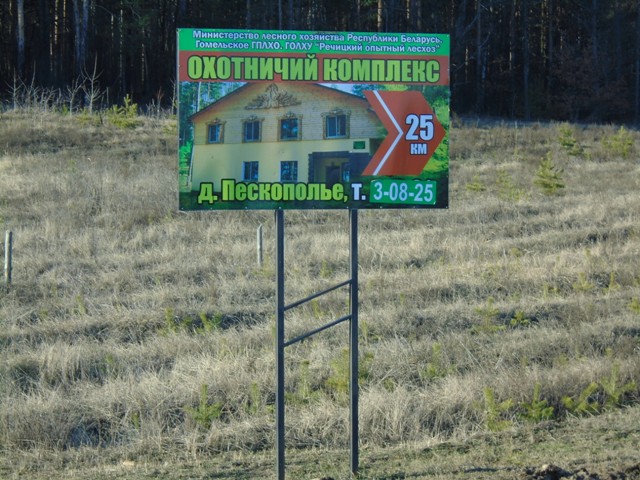 Министерство лесного хозяйства Республики Беларусь
Гомельское ГПЛХО, ГОЛХУ "Речицкий опытный лесхоз"
ОХОТНИЧИЙ КОМПЛЕКС
25
КМ
д. Пескополье, т. 3-08-25